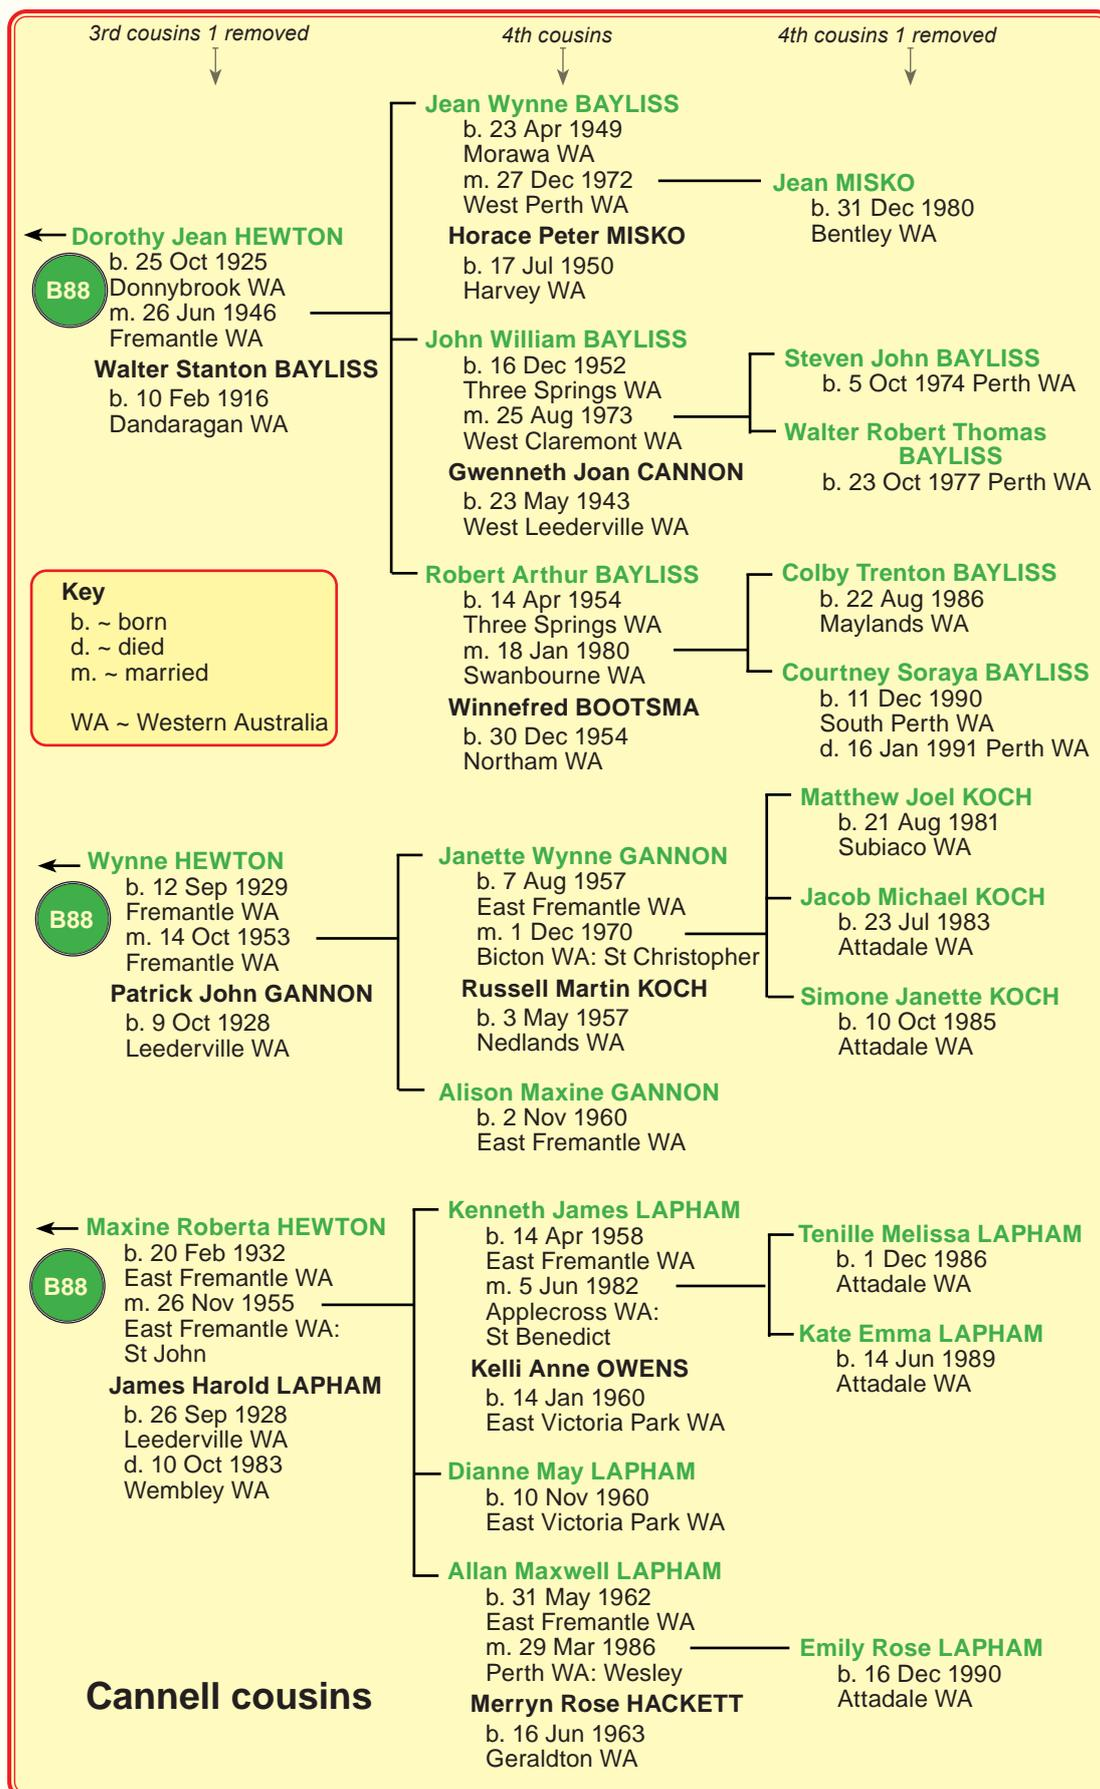 3rd cousins 1 removed
4th cousins
4th cousins 1 removed
Dorothy Jean HEWTON
B88
b. 25 Oct 1925
Donnybrook WA
m. 26 Jun 1946
Fremantle WA
Walter Stanton BAYLISS
b. 10 Feb 1916
Dandaragan WA
Jean Wynne BAYLISS
b. 23 Apr 1949
Morawa WA
m. 27 Dec 1972
West Perth WA
Horace Peter MISKO
b. 17 Jul 1950
Harvey WA
Jean MISKO
b. 31 Dec 1980
Bentley WA
John William BAYLISS
b. 16 Dec 1952
Three Springs WA
m. 25 Aug 1973
West Claremont WA
Gwenneth Joan CANNON
b. 23 May 1943
West Leederville WA
Steven John BAYLISS
b. 5 Oct 1974 Perth WA
Walter Robert Thomas
BAYLISS
b. 23 Oct 1977 Perth WA
Robert Arthur BAYLISS
b. 14 Apr 1954
Three Springs WA
m. 18 Jan 1980
Swanbourne WA
Winnefred BOOTSMA
b. 30 Dec 1954
Northam WA
Colby Trenton BAYLISS
b. 22 Aug 1986
Maylands WA
Courtney Soraya BAYLISS
b. 11 Dec 1990
South Perth WA
d. 16 Jan 1991 Perth WA
Key
b. ~ born
d. ~ died
m. ~ married
WA ~ Western Australia
Wynne HEWTON
B88
b. 12 Sep 1929
Fremantle WA
m. 14 Oct 1953
Fremantle WA
Patrick John GANNON
b. 9 Oct 1928
Leederville WA
Janette Wynne GANNON
b. 7 Aug 1957
East Fremantle WA
m. 1 Dec 1970
Bicton WA: St Christopher
Russell Martin KOCH
b. 3 May 1957
Nedlands WA
Matthew Joel KOCH
b. 21 Aug 1981
Subiaco WA
Jacob Michael KOCH
b. 23 Jul 1983
Attadale WA
Simone Janette KOCH
b. 10 Oct 1985
Attadale WA
Alison Maxine GANNON
b. 2 Nov 1960
East Fremantle WA
Maxine Roberta HEWTON
B88
b. 20 Feb 1932
East Fremantle WA
m. 26 Nov 1955
East Fremantle WA:
St John
James Harold LAPHAM
b. 26 Sep 1928
Leederville WA
d. 10 Oct 1983
Wembley WA
Kenneth James LAPHAM
b. 14 Apr 1958
East Fremantle WA
m. 5 Jun 1982
Applecross WA:
St Benedict
Kelli Anne OWENS
b. 14 Jan 1960
East Victoria Park WA
Tenille Melissa LAPHAM
b. 1 Dec 1986
Attadale WA
Kate Emma LAPHAM
b. 14 Jun 1989
Attadale WA
Dianne May LAPHAM
b. 10 Nov 1960
East Victoria Park WA
Allan Maxwell LAPHAM
b. 31 May 1962
East Fremantle WA
m. 29 Mar 1986
Perth WA: Wesley
Merryn Rose HACKETT
b. 16 Jun 1963
Geraldton WA
Emily Rose LAPHAM
b. 16 Dec 1990
Attadale WA
Cannell cousins